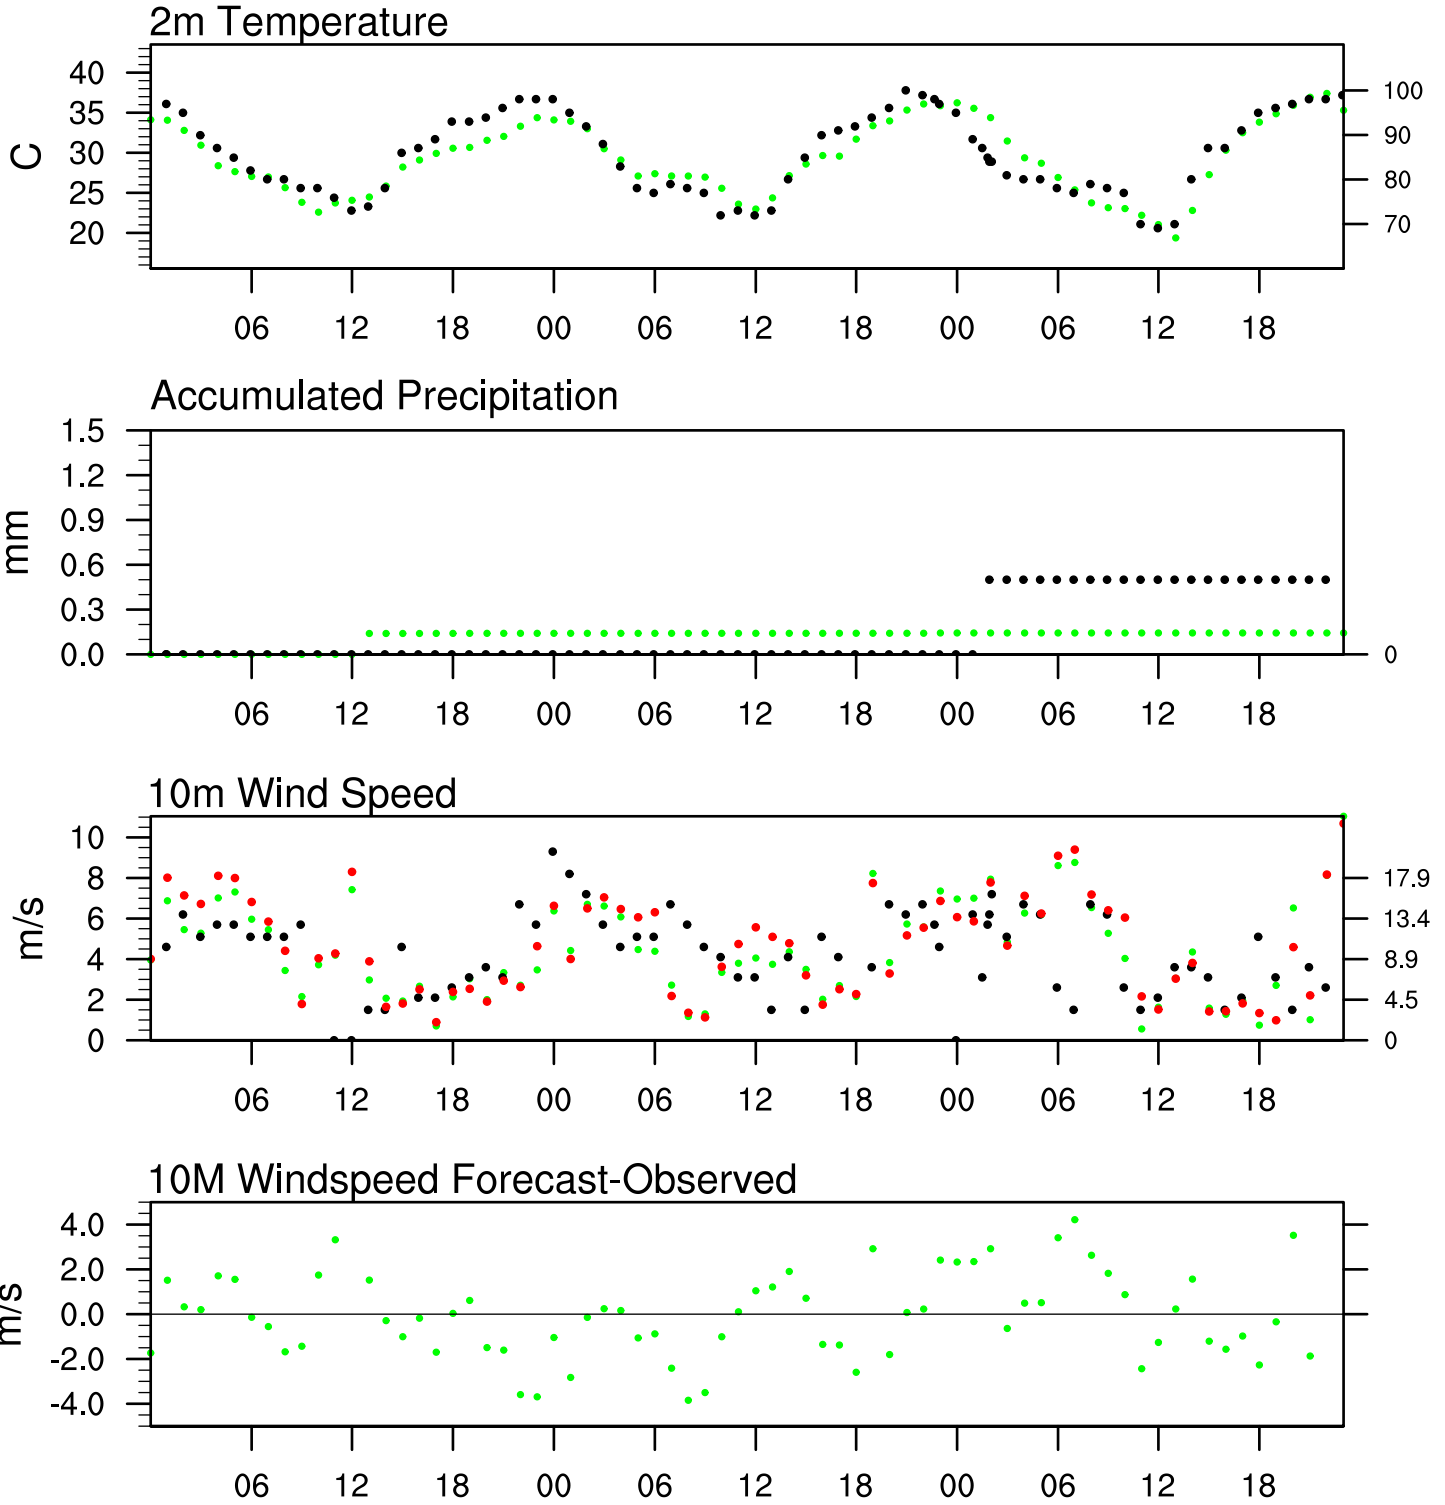 2m Temperature
40
35
30
25
20
C
100
90
80
70
06 12 18 00 06 12 18 00 06 12 18
Accumulated Precipitation
1.5
1.2
0.9
0.6
0.3
0.0
mm
0
06 12 18 00 06 12 18 00 06 12 18
10m Wind Speed
10
8
6
4
2
0
m/s
17.9
13.4
8.9
4.5
0
06 12 18 00 06 12 18 00 06 12 18
10M Windspeed Forecast-Observed
4.0
2.0
0.0
-2.0
-4.0
m/s
06 12 18 00 06 12 18 00 06 12 18